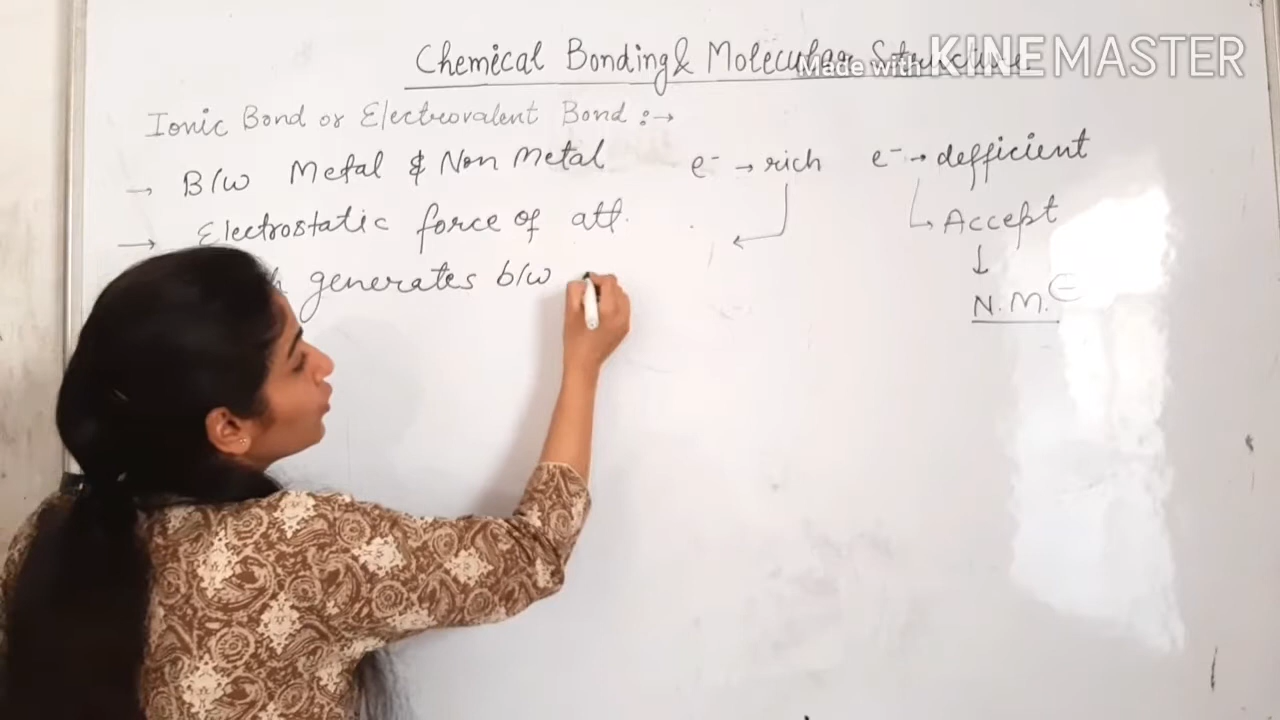 Chemical Bonding & Molecular Structure
Made with KINEMASTER
Ionic Bond or Electrovalent Bond :→
→ B/w Metal & Non Metal
→ Electrostatic force of att.
generates b/w
e⁻ → rich
e⁻ → defficient
Accept
↓
N.M.⊖